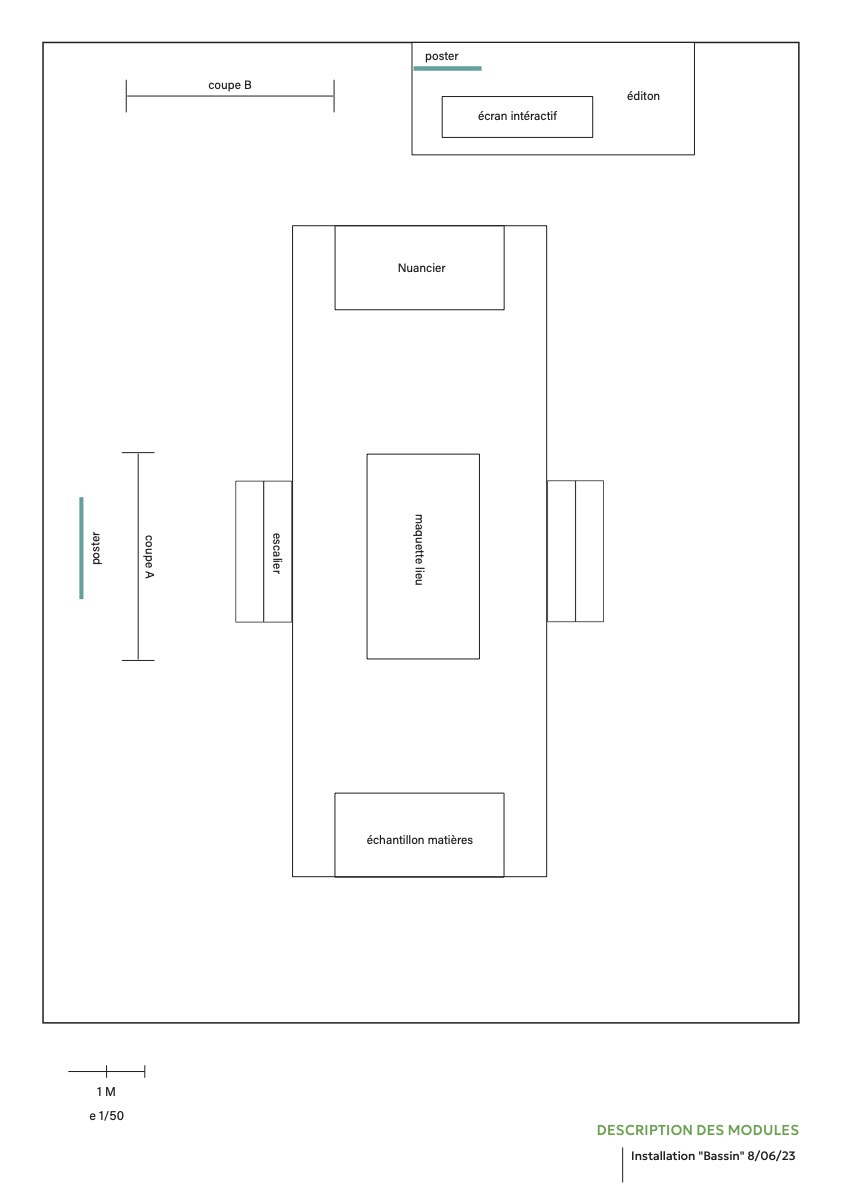 poster
coupe B
éditon
écran intéractif
Nuancier
maquette lieu
poster
coupe A
escalier
échantillon matières
1 M
e 1/50
DESCRIPTION DES MODULES
Installation "Bassin" 8/06/23